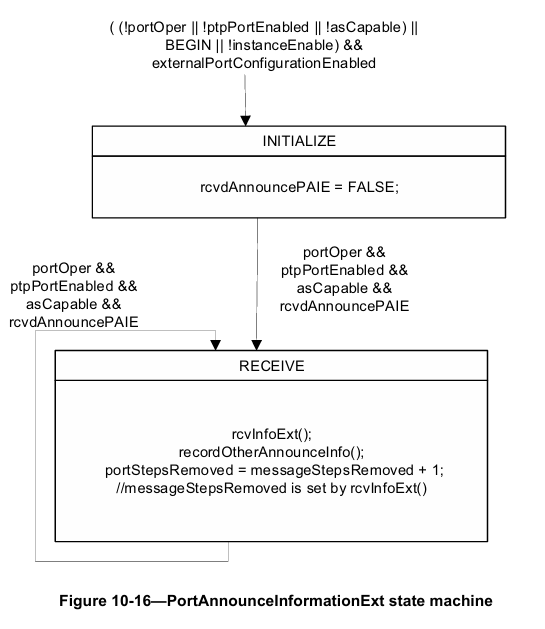 ( (!portOper || !ptpPortEnabled || !asCapable) ||
BEGIN || !instanceEnable) &&
externalPortConfigurationEnabled
INITIALIZE
rcvdAnnouncePAIE = FALSE;
portOper &&
ptpPortEnabled &&
asCapable &&
rcvdAnnouncePAIE
portOper &&
ptpPortEnabled &&
asCapable &&
rcvdAnnouncePAIE
RECEIVE
rcvInfoExt();
recordOtherAnnounceInfo();
portStepsRemoved = messageStepsRemoved + 1;
//messageStepsRemoved is set by rcvInfoExt()
Figure 10-16—PortAnnounceInformationExt state machine